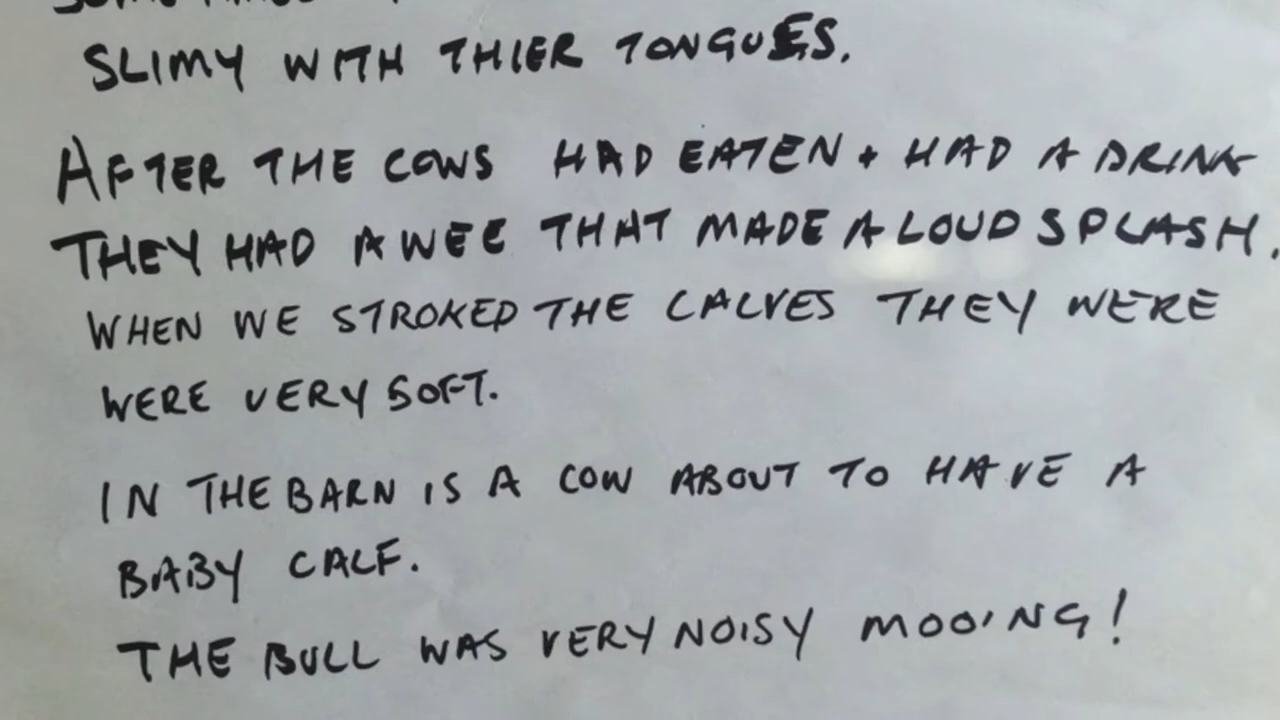 SLIMY WITH THIER TONGUES.
AFTER THE COWS HAD EATEN + HAD A DRINK
THEY HAD A WEE THAT MADE A LOUD SPLASH.
WHEN WE STROKED THE CALVES THEY WERE
WERE VERY SOFT.
IN THE BARN IS A COW ABOUT TO HAVE A
BABY CALF.
THE BULL WAS VERY NOISY MOOING!